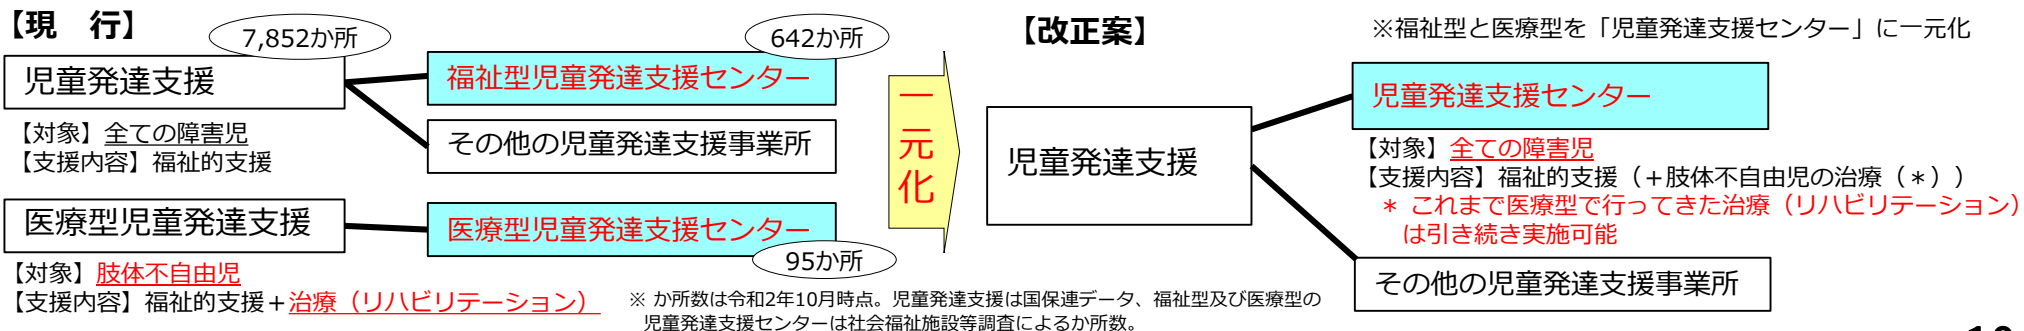 【現　行】
7,852か所
642か所
児童発達支援
福祉型児童発達支援センター
【対象】全ての障害児
【支援内容】福祉的支援
その他の児童発達支援事業所
医療型児童発達支援
医療型児童発達支援センター
95か所
【対象】肢体不自由児
【支援内容】福祉的支援＋治療（リハビリテーション）
※ か所数は令和2年10月時点。児童発達支援は国保連データ、福祉型及び医療型の
児童発達支援センターは社会福祉施設等調査によるか所数。
一元化
【改正案】
※福祉型と医療型を「児童発達支援センター」に一元化
児童発達支援
児童発達支援センター
【対象】全ての障害児
【支援内容】福祉的支援（＋肢体不自由児の治療（＊））
＊ これまで医療型で行ってきた治療（リハビリテーション）
は引き続き実施可能
その他の児童発達支援事業所